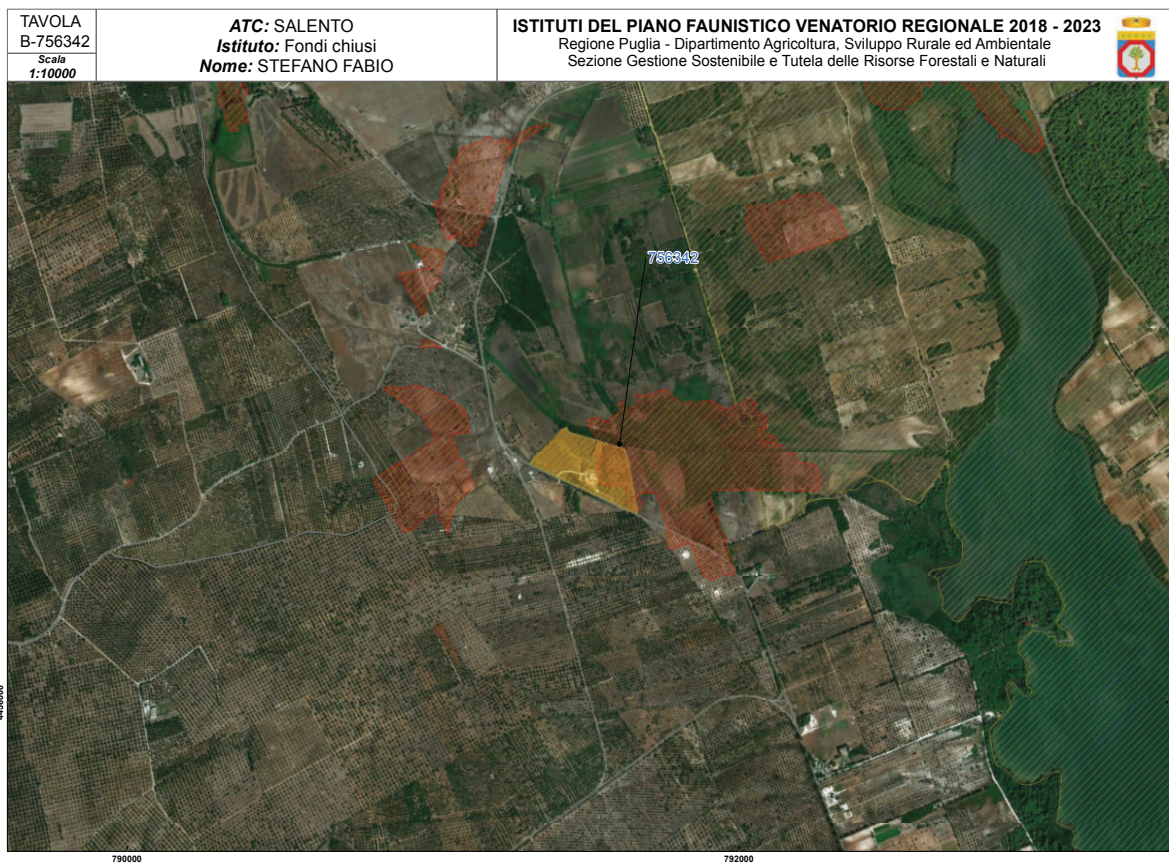 TAVOLA
B-756342
Scala
1:10000
ATC: SALENTO
Istituto: Fondi chiusi
Nome: STEFANO FABIO
ISTITUTI DEL PIANO FAUNISTICO VENATORIO REGIONALE 2018 - 2023
Regione Puglia - Dipartimento Agricoltura, Sviluppo Rurale ed Ambientale
Sezione Gestione Sostenibile e Tutela delle Risorse Forestali e Naturali
756342
790000
792000